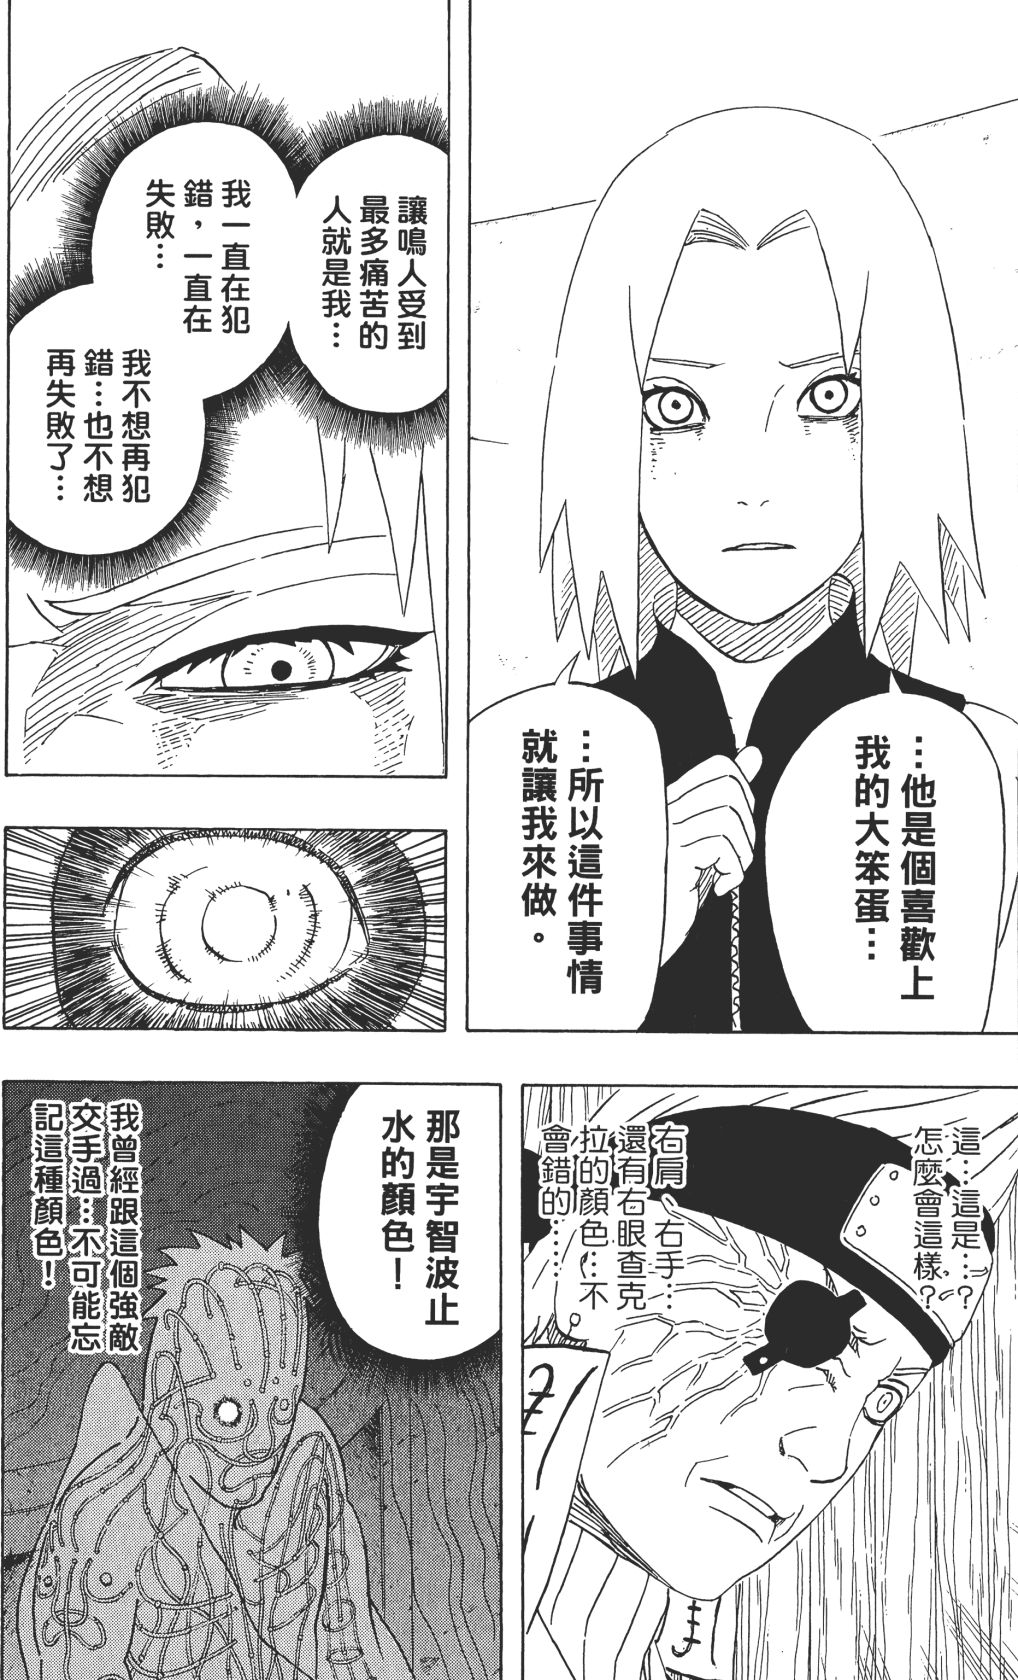 …他是個喜歡上
我的大笨蛋…
…所以這件事情
就讓我來做。
讓鳴人受到
最多痛苦的
人就是我…
我一直在犯
錯，一直在
失敗…
我不想再犯
錯…也不想
再失敗了…
這…這是…？
怎麼會這樣？
右肩、右手…
還有右眼查克
拉的顏色…不
會錯的……
那是宇智波止
水的顏色！
我曾經跟這個強敵
交手過…不可能忘
記這種顏色！